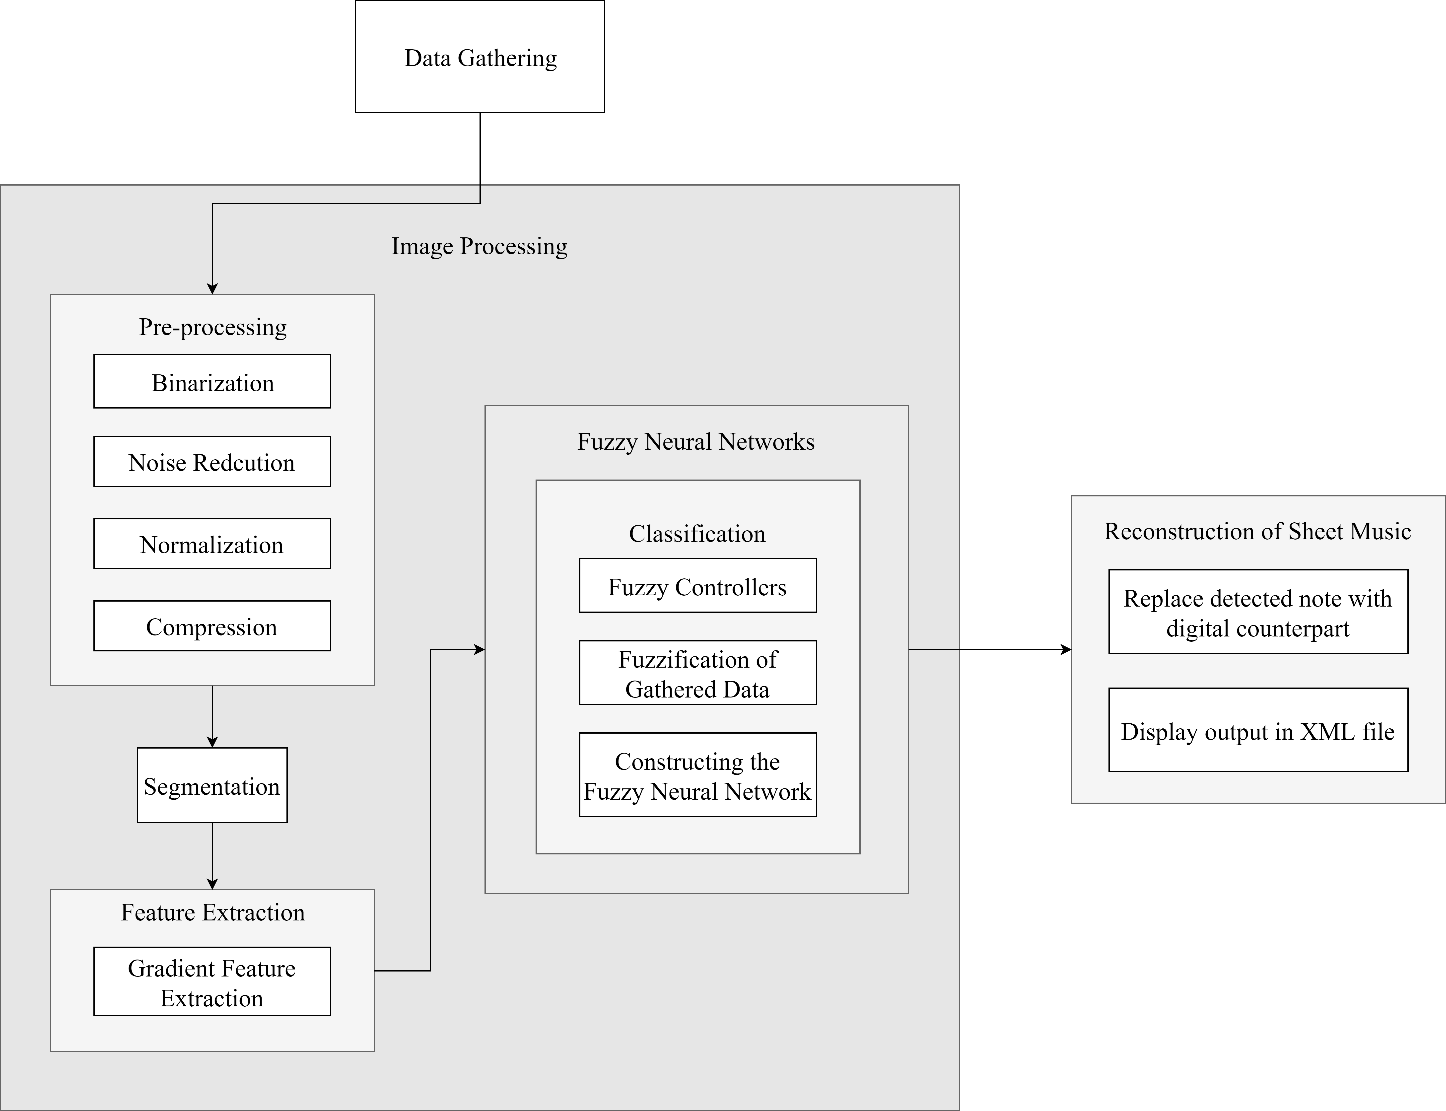 Data Gathering
Image Processing
Pre-processing
Binarization
Noise Redcution
Normalization
Compression
Segmentation
Feature Extraction
Gradient Feature
Extraction
Fuzzy Neural Networks
Classification
Fuzzy Controllers
Fuzzification of
Gathered Data
Constructing the
Fuzzy Neural Network
Reconstruction of Sheet Music
Replace detected note with
digital counterpart
Display output in XML file